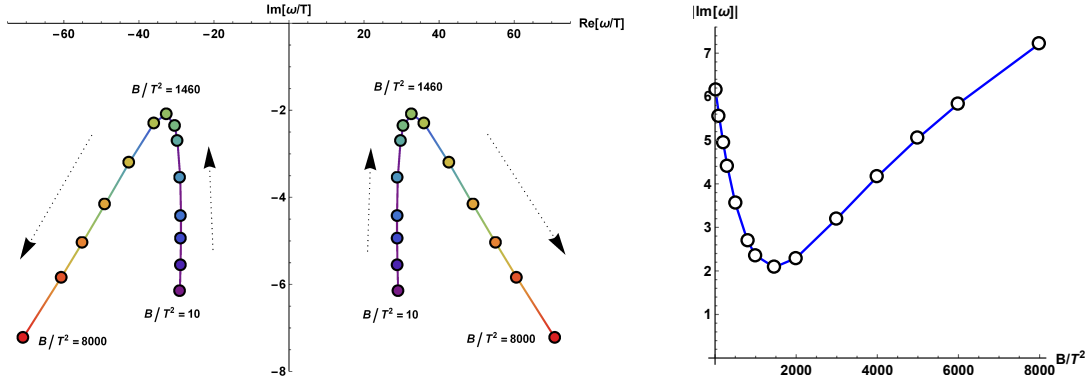 Im[ω/T]
Re[ω/T]
-60
-40
-20
20
40
60
-2
-4
-6
-8
B/T² = 1460
B/T² = 1460
B/T² = 10
B/T² = 10
B/T² = 8000
B/T² = 8000
|Im[ω]|
7
6
5
4
3
2
1
2000
4000
6000
8000
B/T²